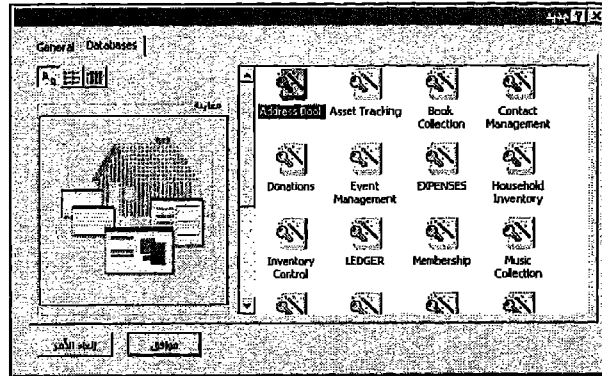 جديد
General Databases
معاينة
Address Book Asset Tracking Book Collection Contact Management
Donations Event Management EXPENSES Household Inventory
Inventory Control LEDGER Membership Music Collection
موافق إلغاء الأمر